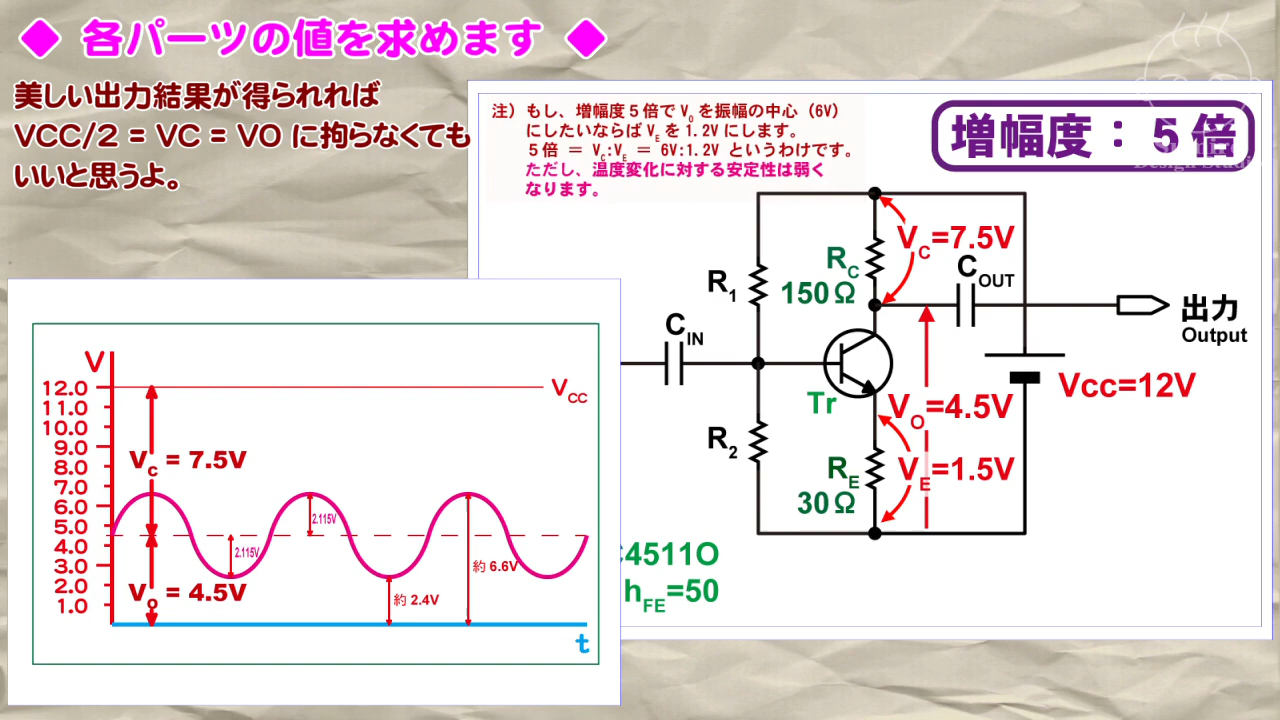 ◆ 各パーツの値を求めます ◆
美しい出力結果が得られれば
VCC/2 = VC = VO に拘らなくても
いいと思うよ。
注）もし、増幅度５倍で VO を振幅の中心（6V）
にしたいならば VE を 1.2V にします。
５倍 ＝ VC:VE ＝ 6V:1.2V というわけです。
ただし、温度変化に対する安定性は弱く
なります。
増幅度：５倍
R1
RC
150Ω
VC=7.5V
COUT
出力
Output
CIN
Tr
VO=4.5V
Vcc=12V
R2
RE
30Ω
VE=1.5V
4511O
hFE=50
V
12.0
11.0
10.0
9.0
8.0
7.0
6.0
5.0
4.0
3.0
2.0
1.0
VCC
VC = 7.5V
2.115V
2.115V
約 6.6V
約 2.4V
VO = 4.5V
t